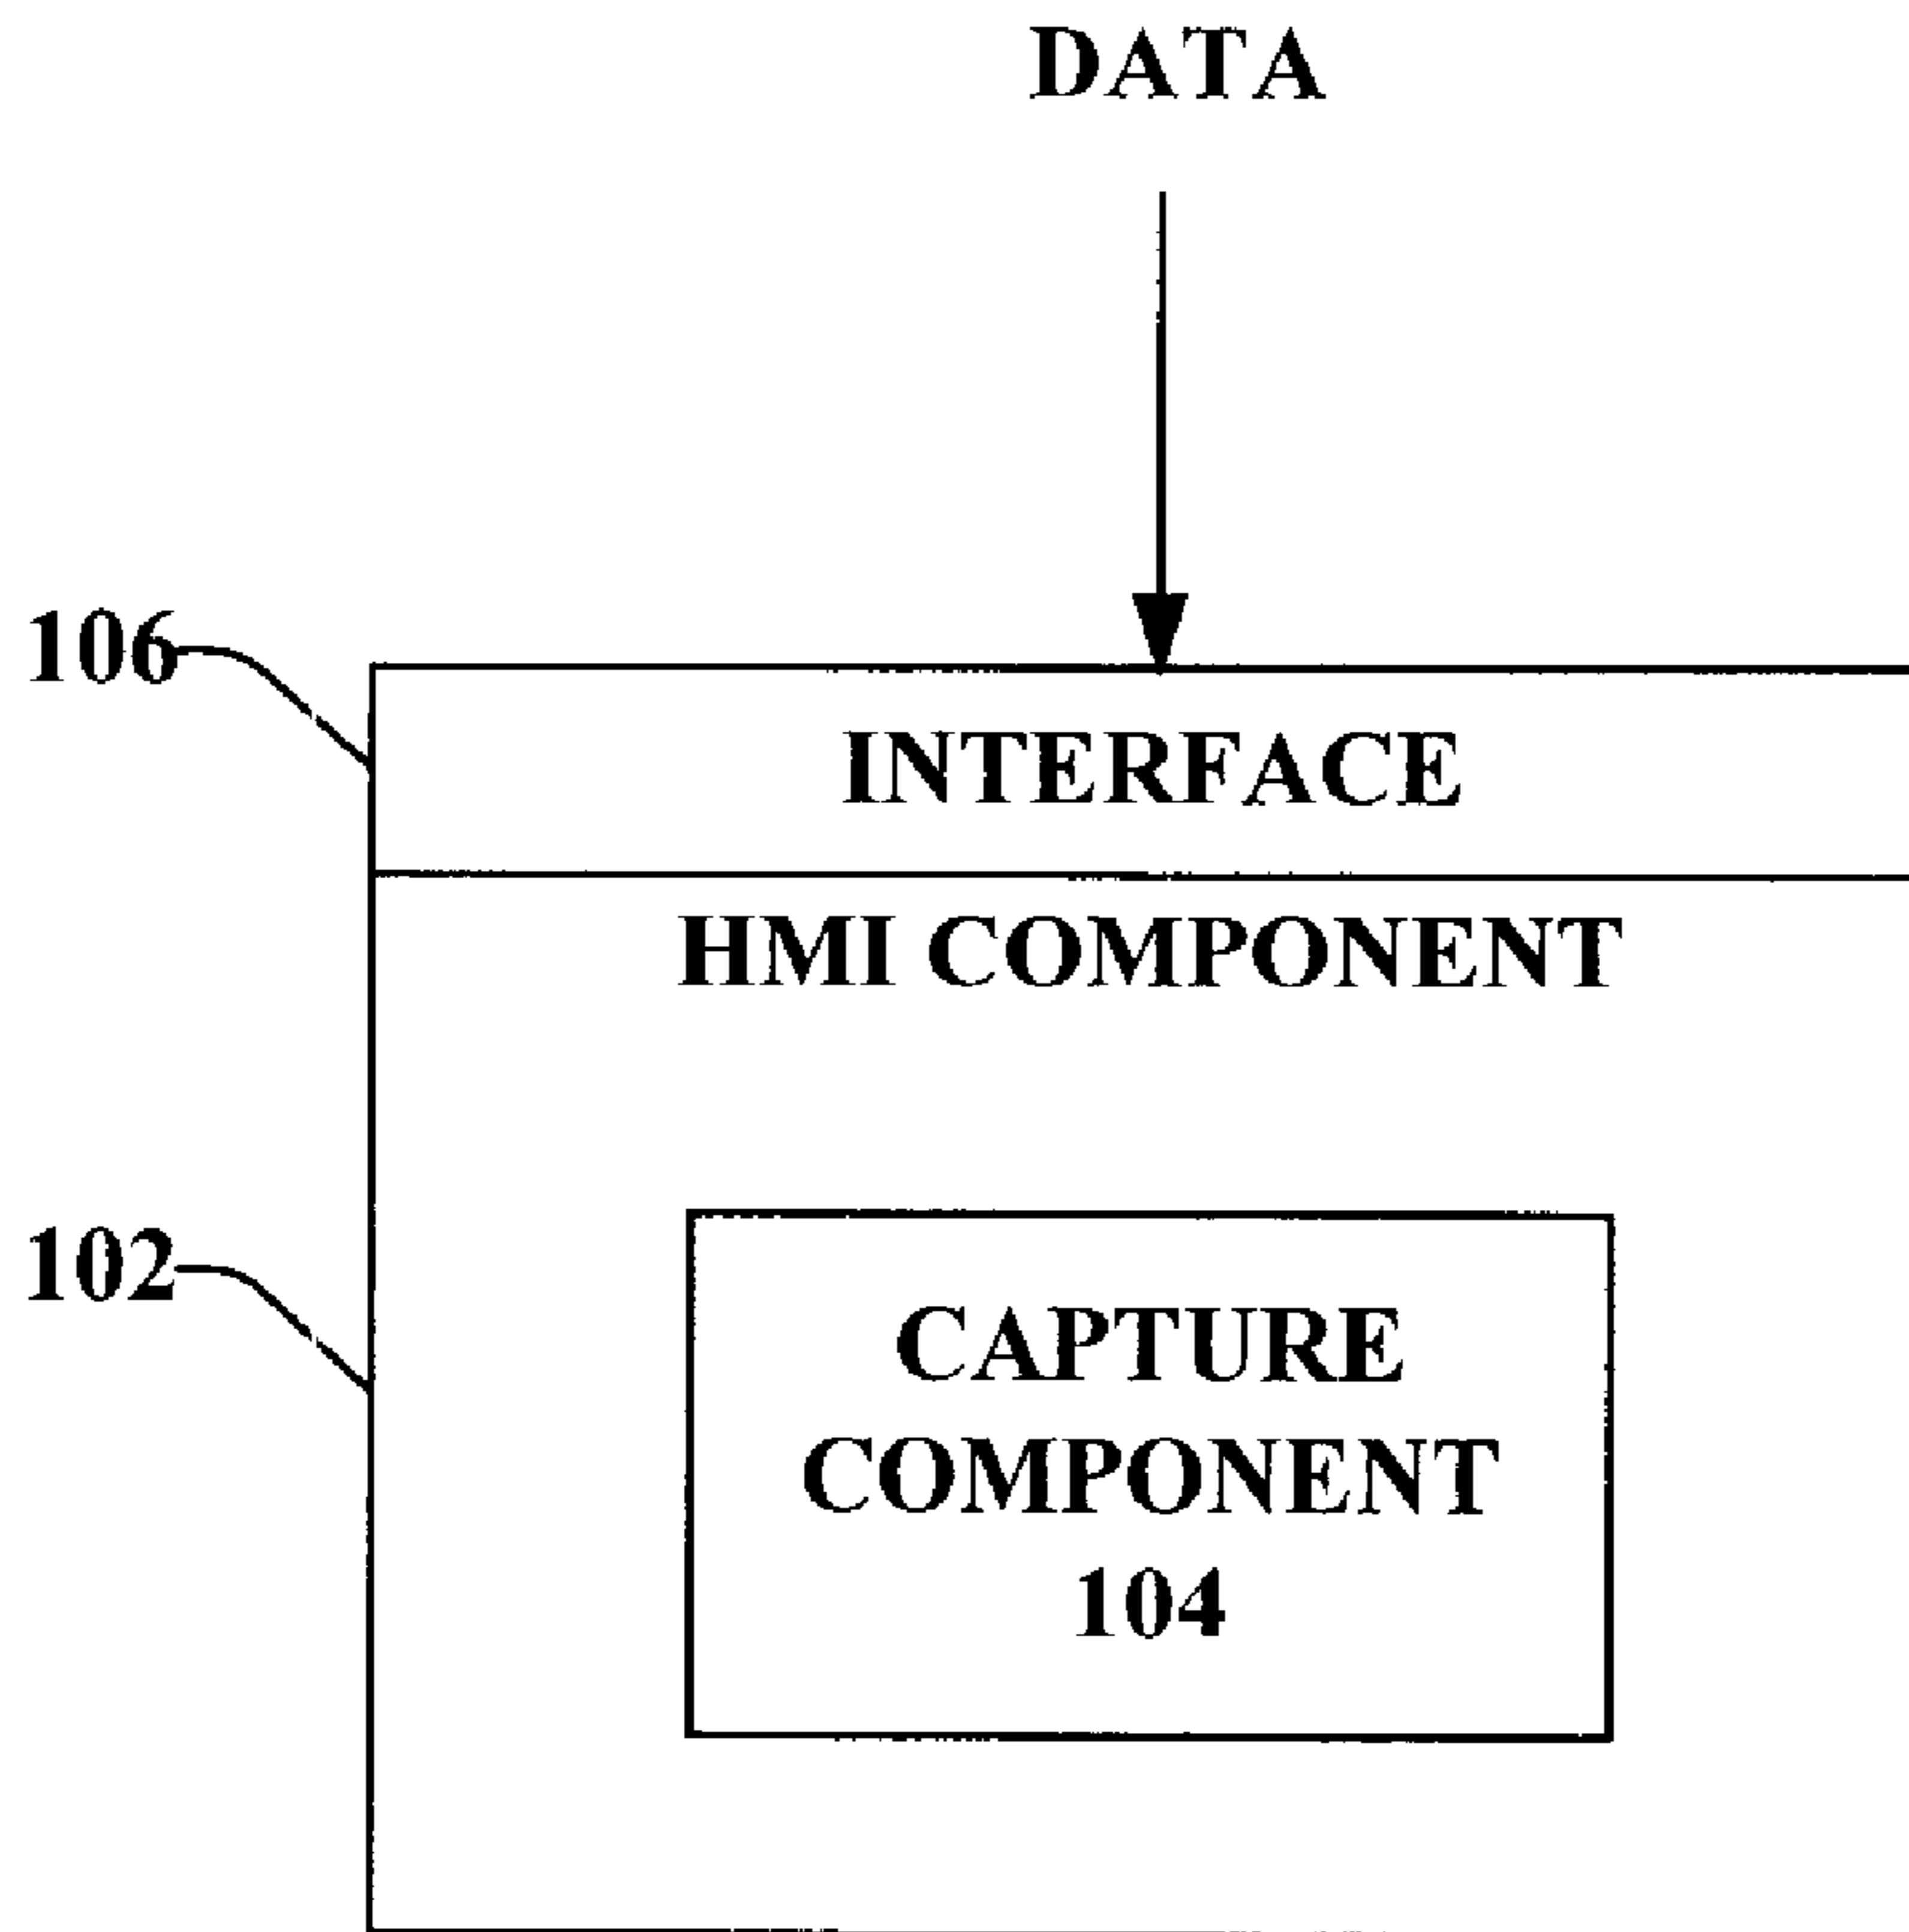 DATA
106
INTERFACE
HMI COMPONENT
102
CAPTURE
COMPONENT
104